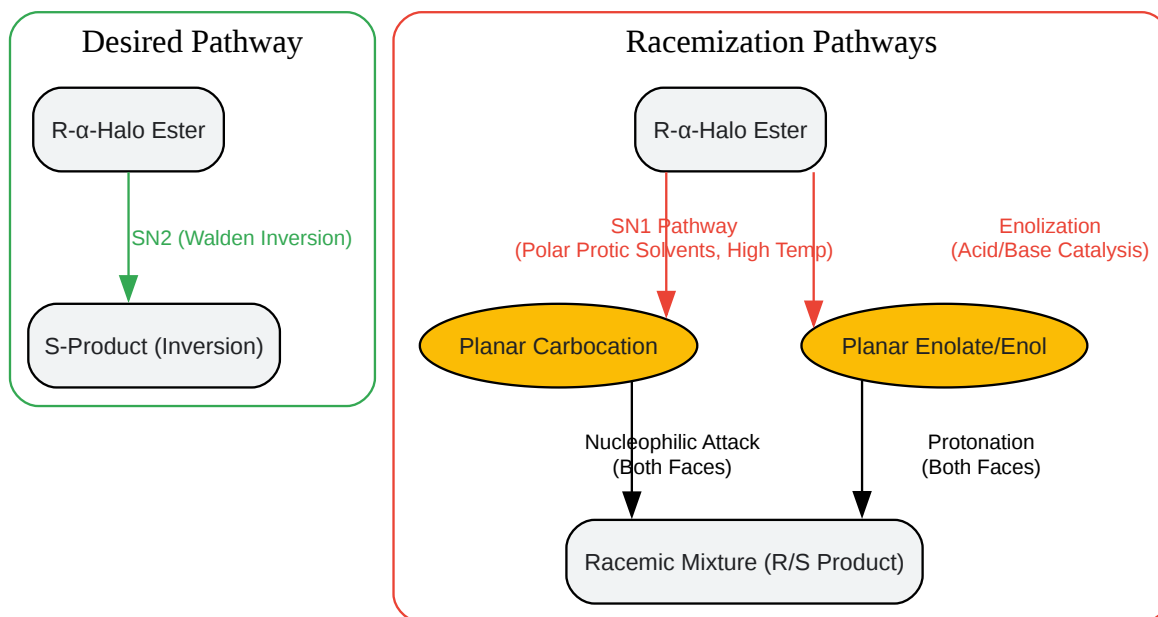 Desired Pathway
R-α-Halo Ester
SN2 (Walden Inversion)
S-Product (Inversion)
Racemization Pathways
R-α-Halo Ester
SN1 Pathway
(Polar Protic Solvents, High Temp)
Enolization
(Acid/Base Catalysis)
Planar Carbocation
Planar Enolate/Enol
Nucleophilic Attack
(Both Faces)
Protonation
(Both Faces)
Racemic Mixture (R/S Product)